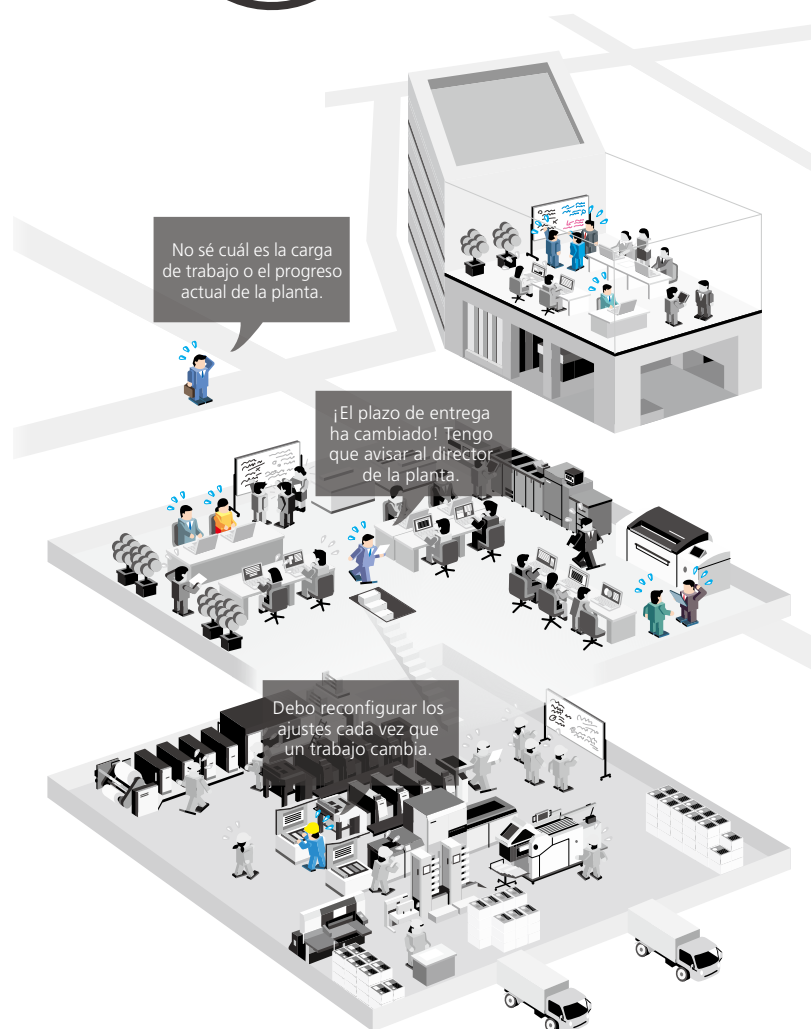 No sé cuál es la carga
de trabajo o el progreso
actual de la planta.
¡El plazo de entrega
ha cambiado! Tengo
que avisar al director
de la planta.
Debo reconfigurar los
ajustes cada vez que
un trabajo cambia.